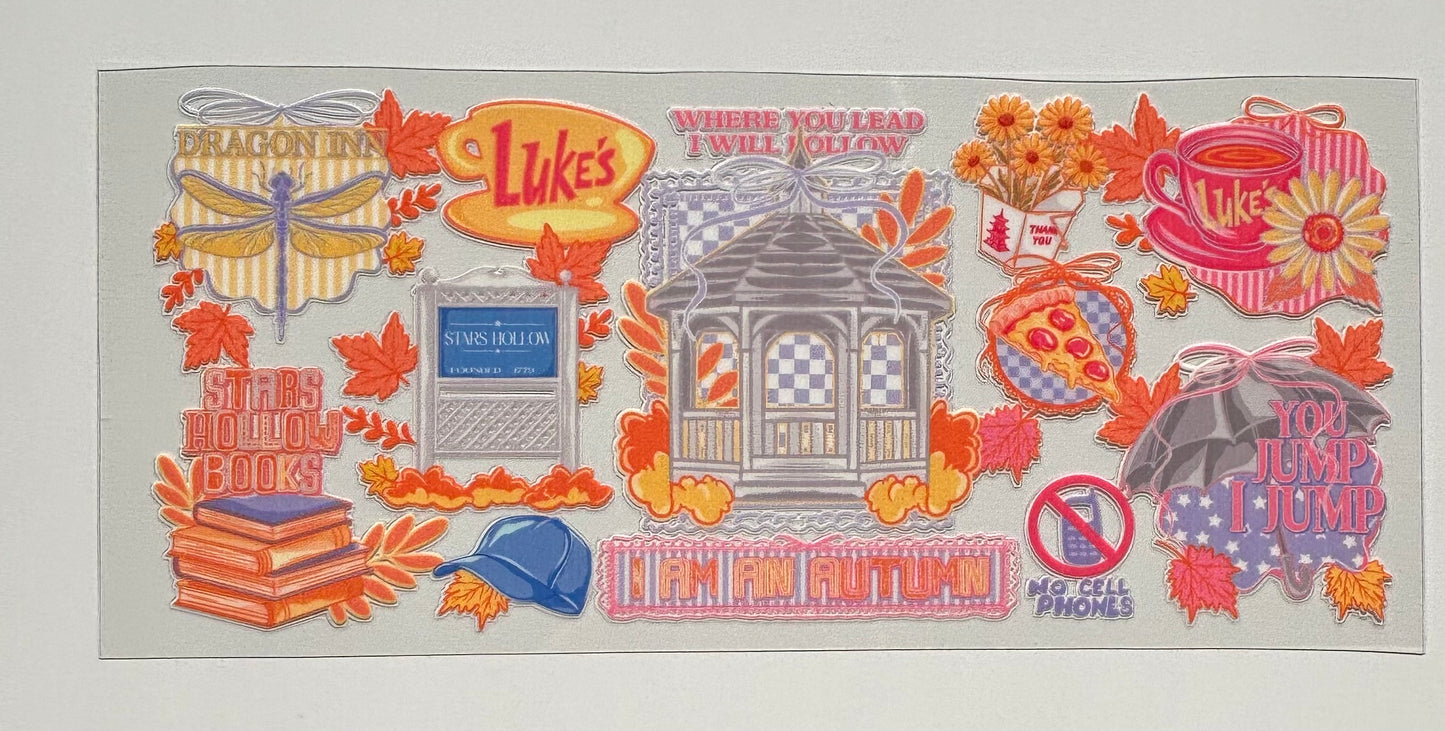 DRAGON INN
LUKE'S
WHERE YOU LEAD
I WILL FOLLOW
THANK
YOU
LUKE'S
STARS HOLLOW
FOUNDED 1779
STARS
HOLLOW
BOOKS
YOU
JUMP
I JUMP
I AM AN AUTUMN
NO CELL
PHONES